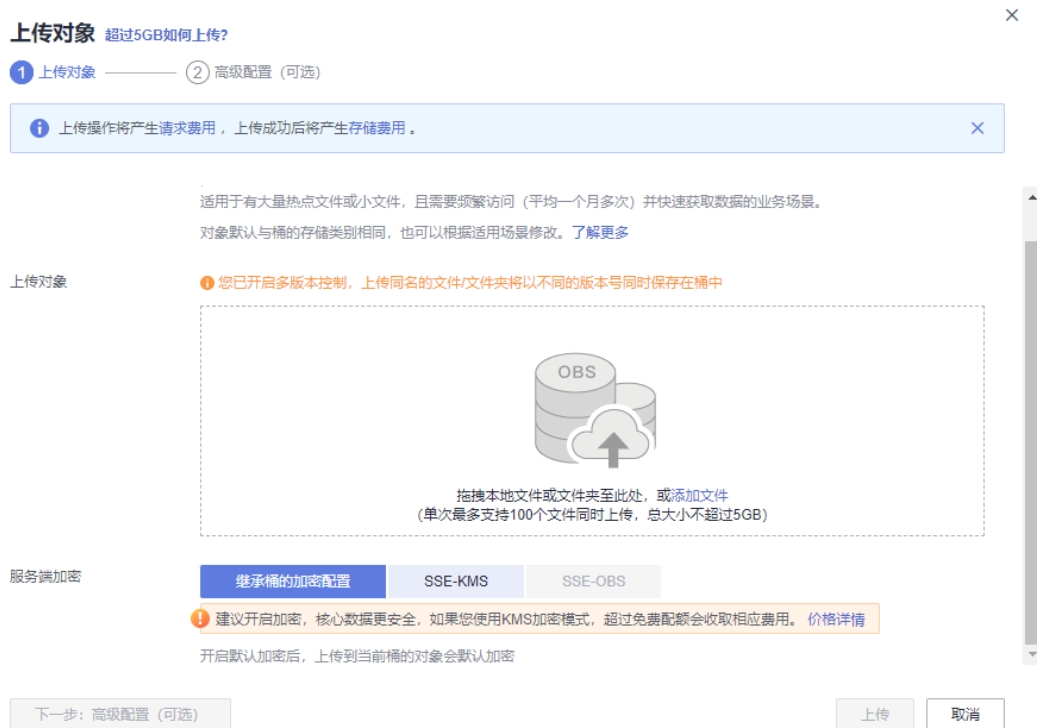 上传对象 超过5GB如何上传?
1 上传对象 2 高级配置（可选）
上传操作将产生请求费用，上传成功后将产生存储费用。
适用于有大量热点文件或小文件，且需要频繁访问（平均一个月多次）并快速获取数据的业务场景。
对象默认与桶的存储类别相同，也可以根据适用场景修改。了解更多
上传对象 您已开启多版本控制，上传同名的文件/文件夹将以不同的版本号同时保存在桶中
OBS
拖拽本地文件或文件夹至此处，或添加文件
(单次最多支持100个文件同时上传，总大小不超过5GB)
服务端加密 继承桶的加密配置 SSE-KMS SSE-OBS
建议开启加密，核心数据更安全，如果您使用KMS加密模式，超过免费配额会收取相应费用。 价格详情
开启默认加密后，上传到当前桶的对象会默认加密
下一步：高级配置（可选） 上传 取消